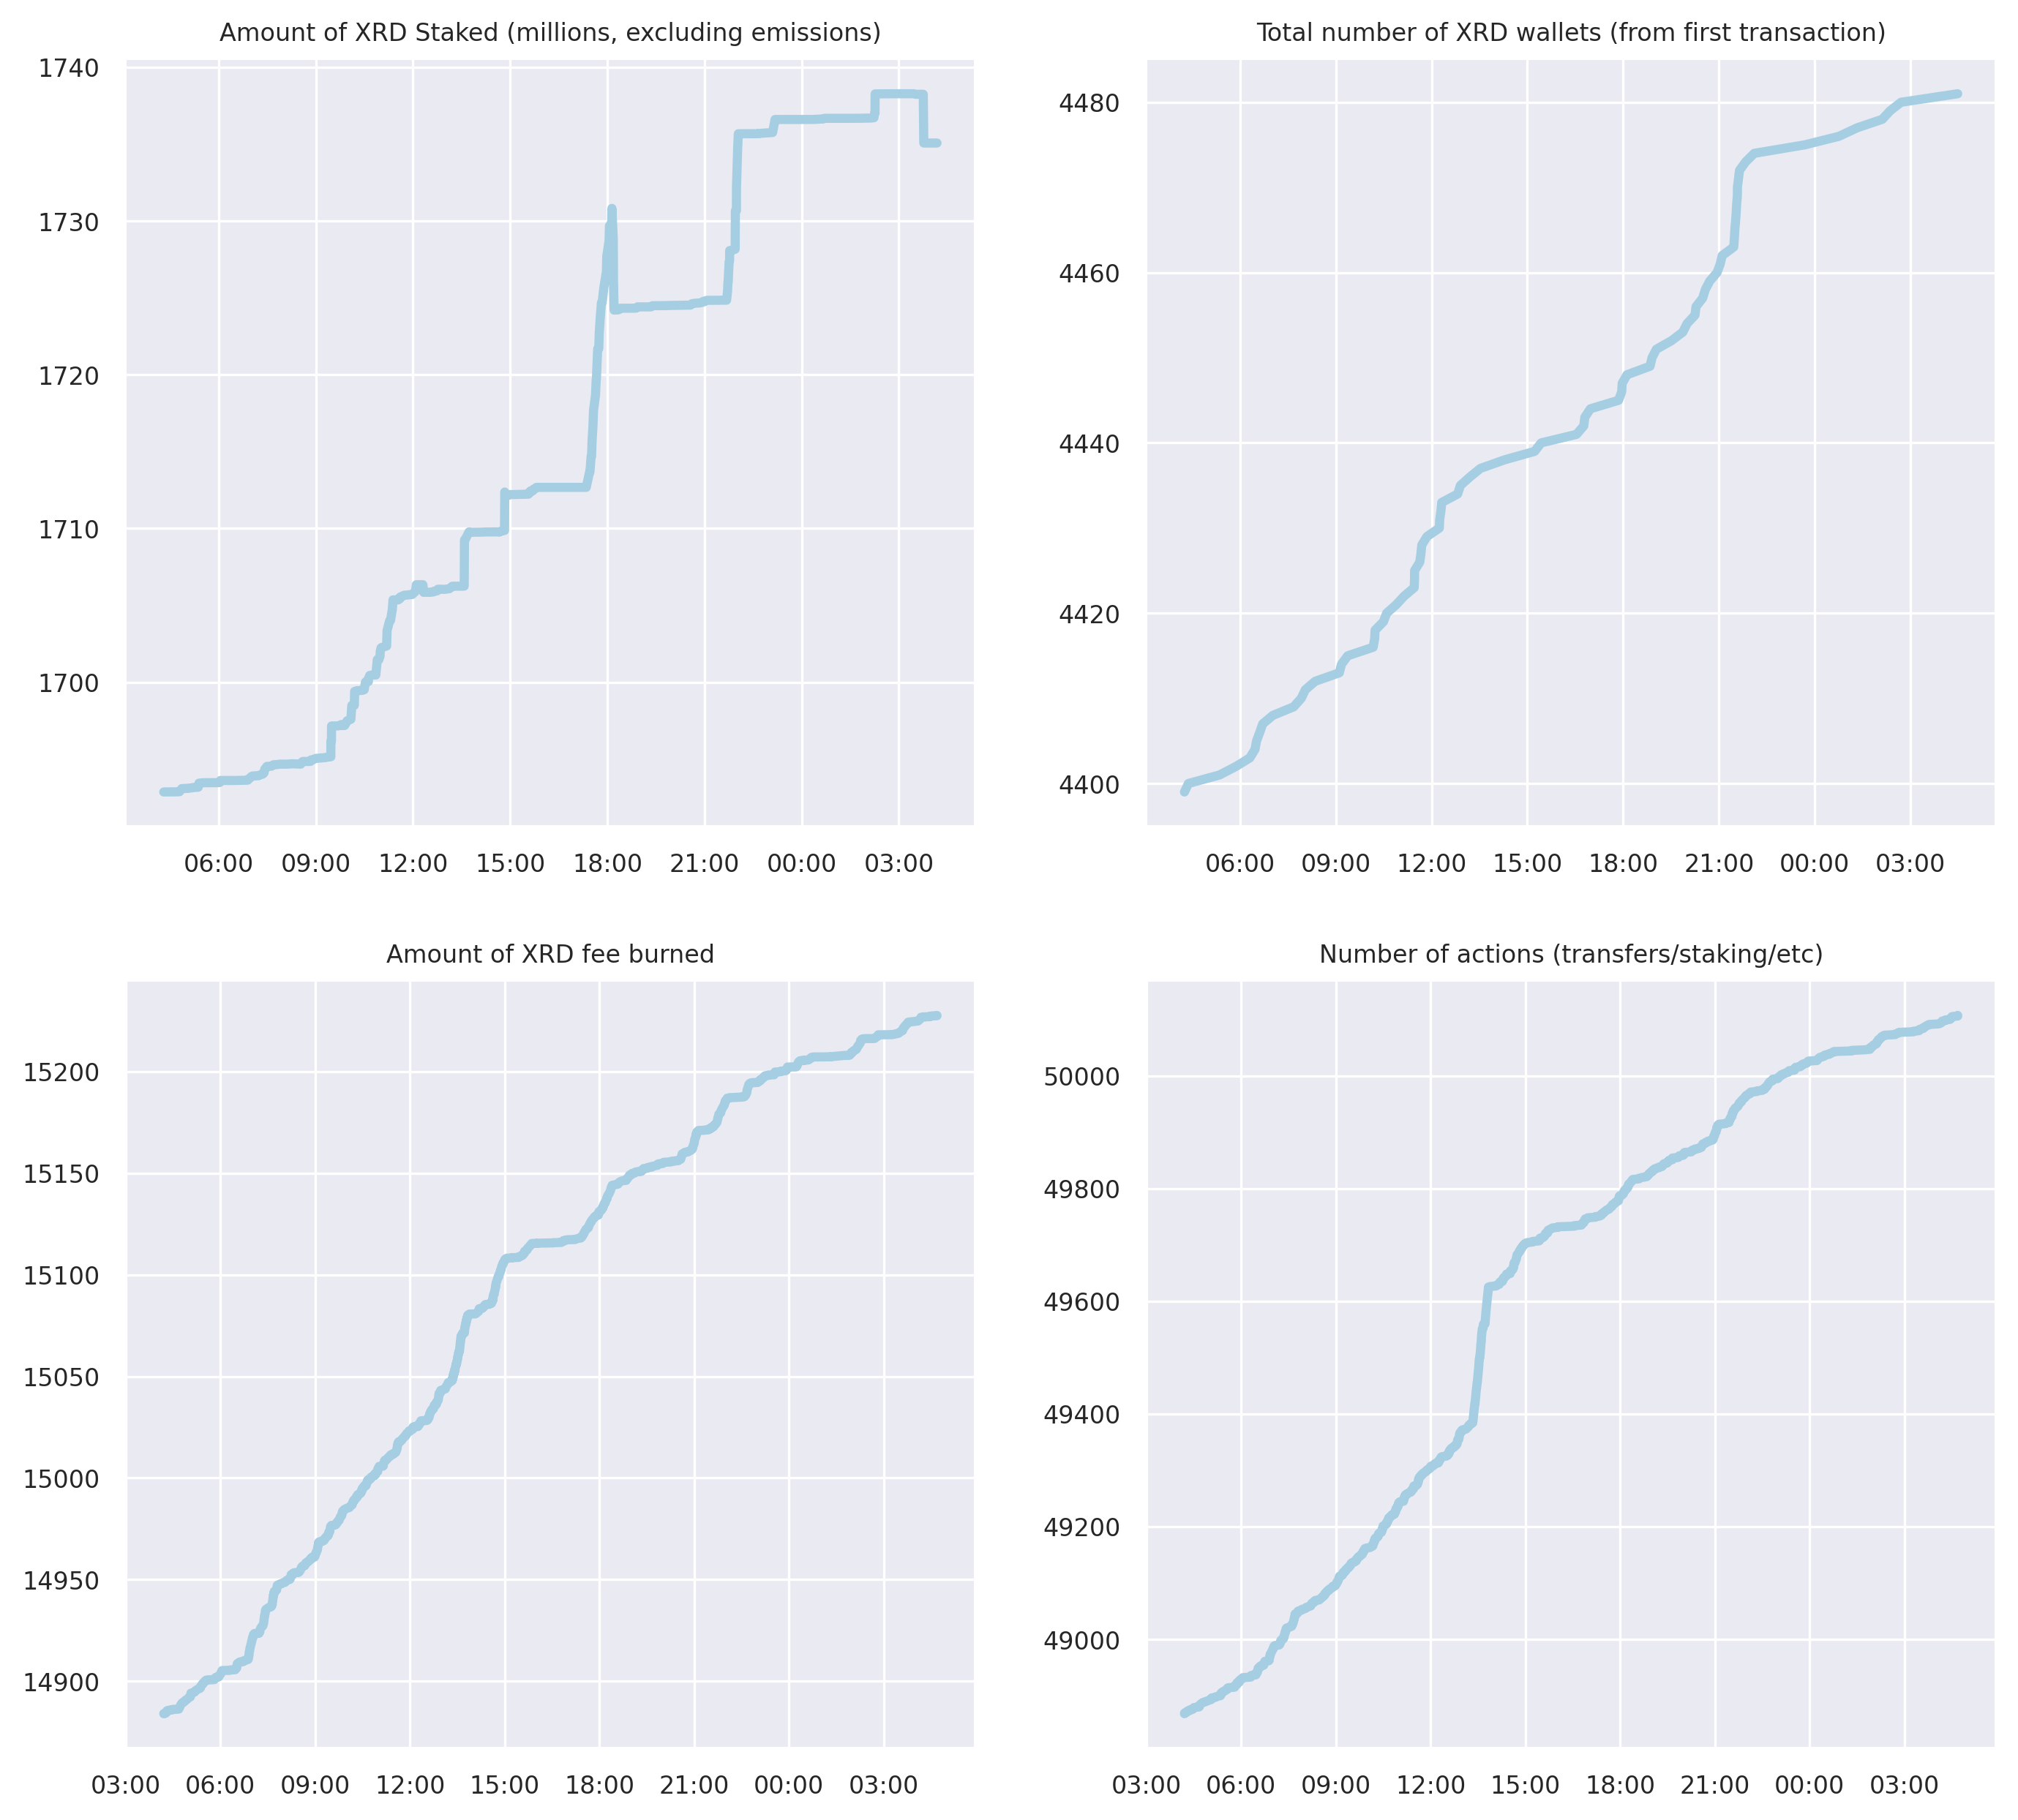 Amount of XRD Staked (millions, excluding emissions)
1740
1730
1720
1710
1700
06:00 09:00 12:00 15:00 18:00 21:00 00:00 03:00
Total number of XRD wallets (from first transaction)
4480
4460
4440
4420
4400
06:00 09:00 12:00 15:00 18:00 21:00 00:00 03:00
Amount of XRD fee burned
15200
15150
15100
15050
15000
14950
14900
03:00 06:00 09:00 12:00 15:00 18:00 21:00 00:00 03:00
Number of actions (transfers/staking/etc)
50000
49800
49600
49400
49200
49000
03:00 06:00 09:00 12:00 15:00 18:00 21:00 00:00 03:00